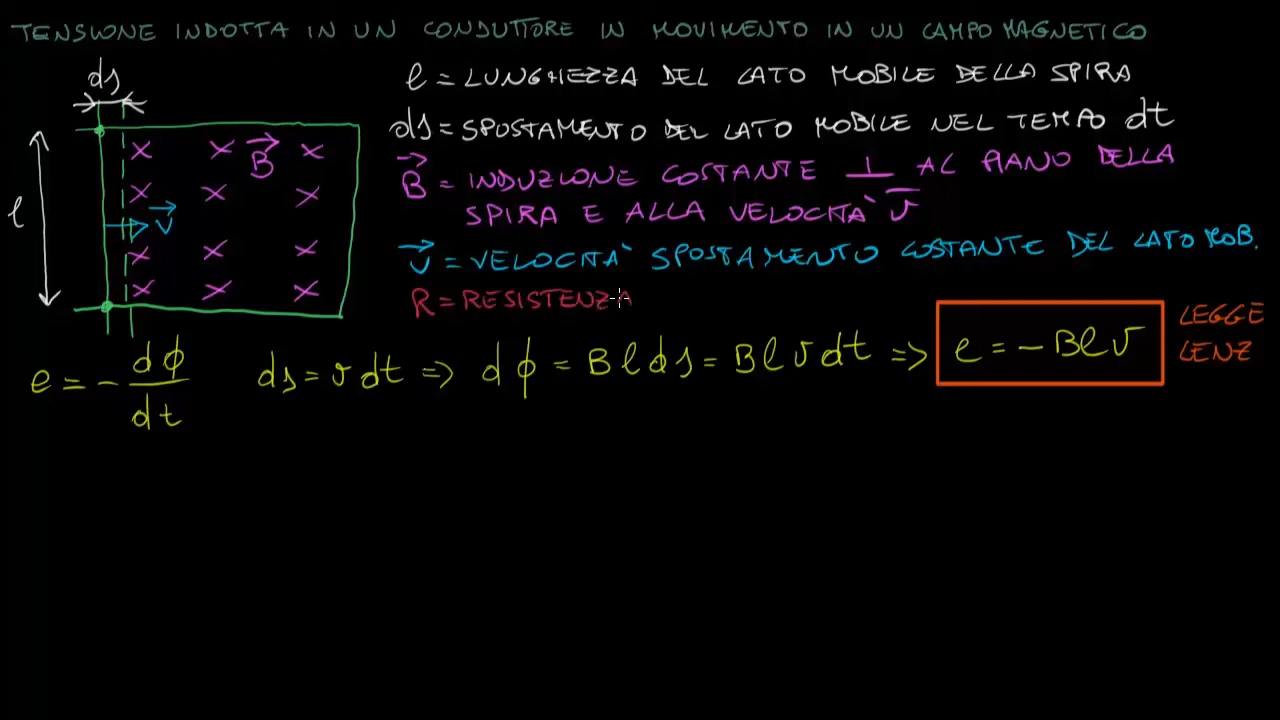 TENSIONE INDOTTA IN UN CONDUTTORE IN MOVIMENTO IN UN CAMPO MAGNETICO
ds
l = LUNGHEZZA DEL LATO MOBILE DELLA SPIRA
ds = SPOSTAMENTO DEL LATO MOBILE NEL TEMPO dt
B⃗
B⃗ = INDUZIONE COSTANTE ⊥ AL PIANO DELLA
SPIRA E ALLA VELOCITÀ v̅
l
v⃗
v⃗ = VELOCITÀ SPOSTAMENTO COSTANTE DEL LATO MOB.
R = RESISTENZA
e = - dϕ/dt
ds = v dt ⇒ dϕ = B l ds = B l v dt ⇒ e = - B l v
LEGGE
LENZ